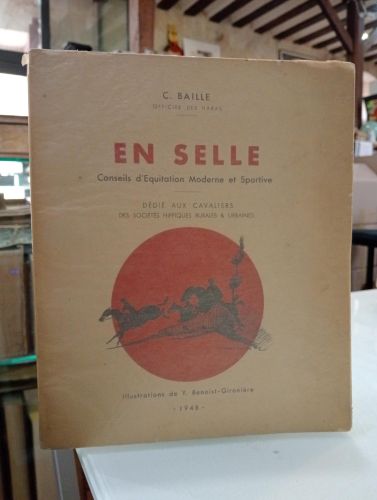 C. BAILLE
OFFICIER DES HARAS
EN SELLE
Conseils d'Equitation Moderne et Sportive
DÉDIÉ AUX CAVALIERS
DES SOCIÉTÉS HIPPIQUES RURALES & URBAINES
Illustrations de Y. Benoist-Gironière
- 1948 -